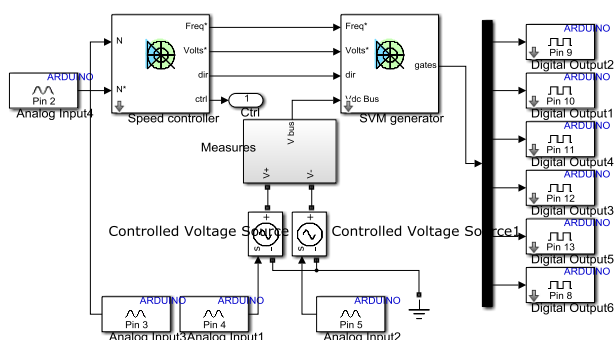 N
N*
Freq*
Volts*
dir
ctrl
Speed controller
ARDUINO
Pin 2
Analog Input4
1
Ctrl
Freq*
Volts*
dir
Vdc Bus
gates
SVM generator
Measures
V bus
V+
V-
Controlled Voltage Source
s
+
-
Controlled Voltage Source1
s
+
-
ARDUINO
Pin 3
Analog Input3
ARDUINO
Pin 4
Analog Input1
ARDUINO
Pin 5
Analog Input2
ARDUINO
Pin 9
Digital Output2
ARDUINO
Pin 10
Digital Output1
ARDUINO
Pin 11
Digital Output4
ARDUINO
Pin 12
Digital Output3
ARDUINO
Pin 13
Digital Output5
ARDUINO
Pin 8
Digital Output6